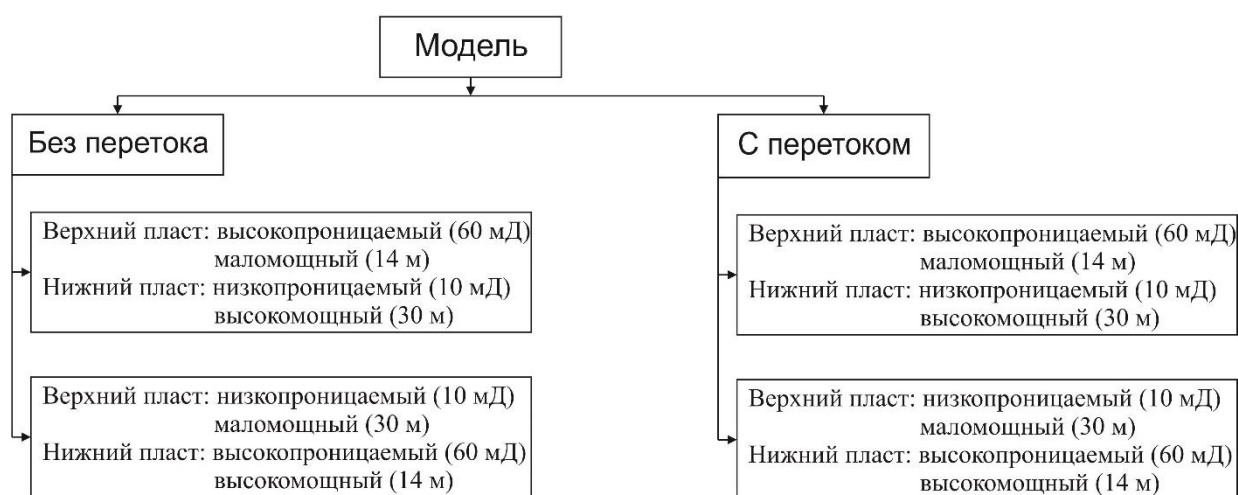 Модель
Без перетока
С перетоком
Верхний пласт: высокопроницаемый (60 мД)
маломощный (14 м)
Нижний пласт: низкопроницаемый (10 мД)
высокомощный (30 м)
Верхний пласт: низкопроницаемый (10 мД)
маломощный (30 м)
Нижний пласт: высокопроницаемый (60 мД)
высокомощный (14 м)
Верхний пласт: высокопроницаемый (60 мД)
маломощный (14 м)
Нижний пласт: низкопроницаемый (10 мД)
высокомощный (30 м)
Верхний пласт: низкопроницаемый (10 мД)
маломощный (30 м)
Нижний пласт: высокопроницаемый (60 мД)
высокомощный (14 м)